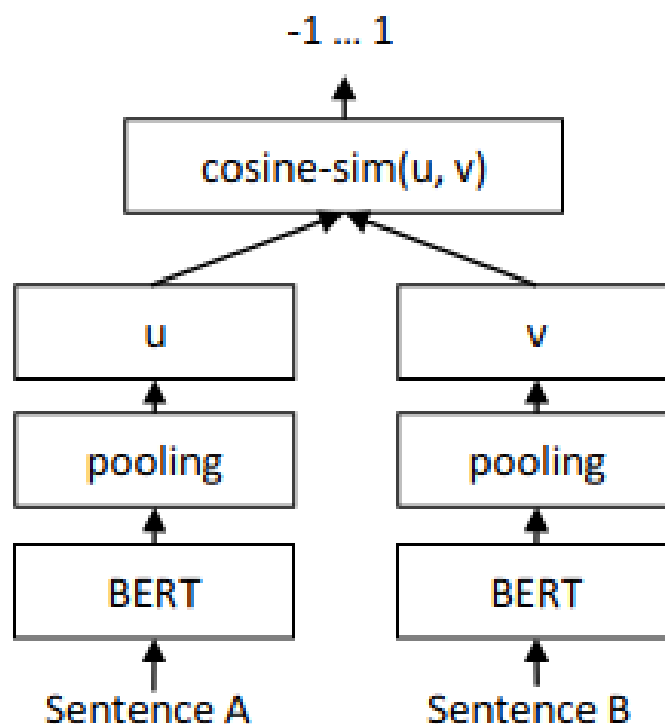 -1 ... 1
cosine-sim(u, v)
u v
pooling pooling
BERT BERT
Sentence A Sentence B